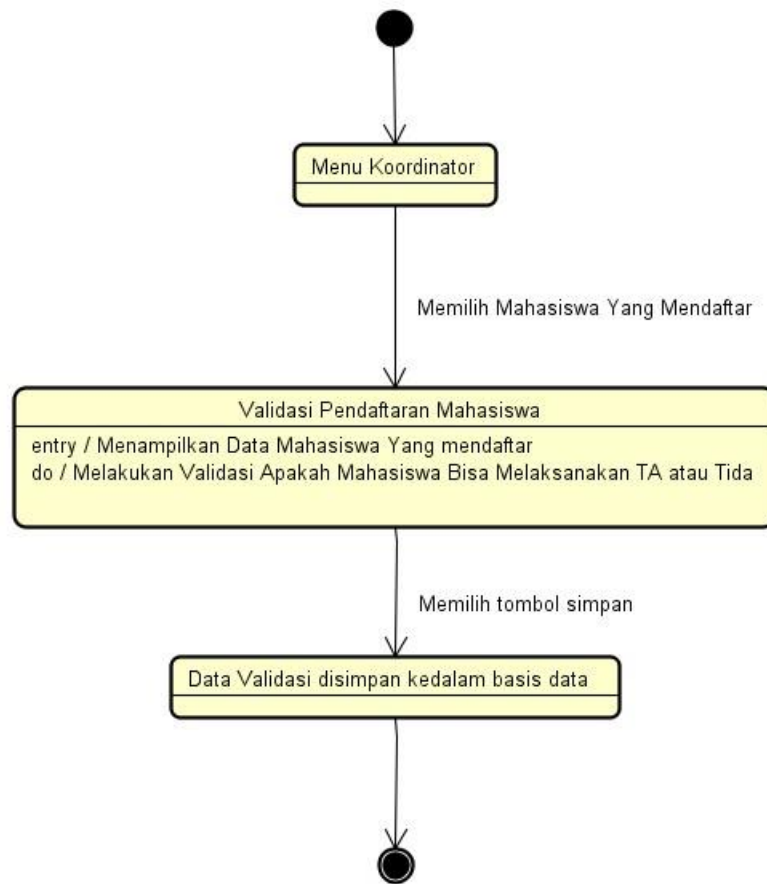 Menu Koordinator
Memilih Mahasiswa Yang Mendaftar
Validasi Pendaftaran Mahasiswa
entry / Menampilkan Data Mahasiswa Yang mendaftar
do / Melakukan Validasi Apakah Mahasiswa Bisa Melaksanakan TA atau Tida
Memilih tombol simpan
Data Validasi disimpan kedalam basis data